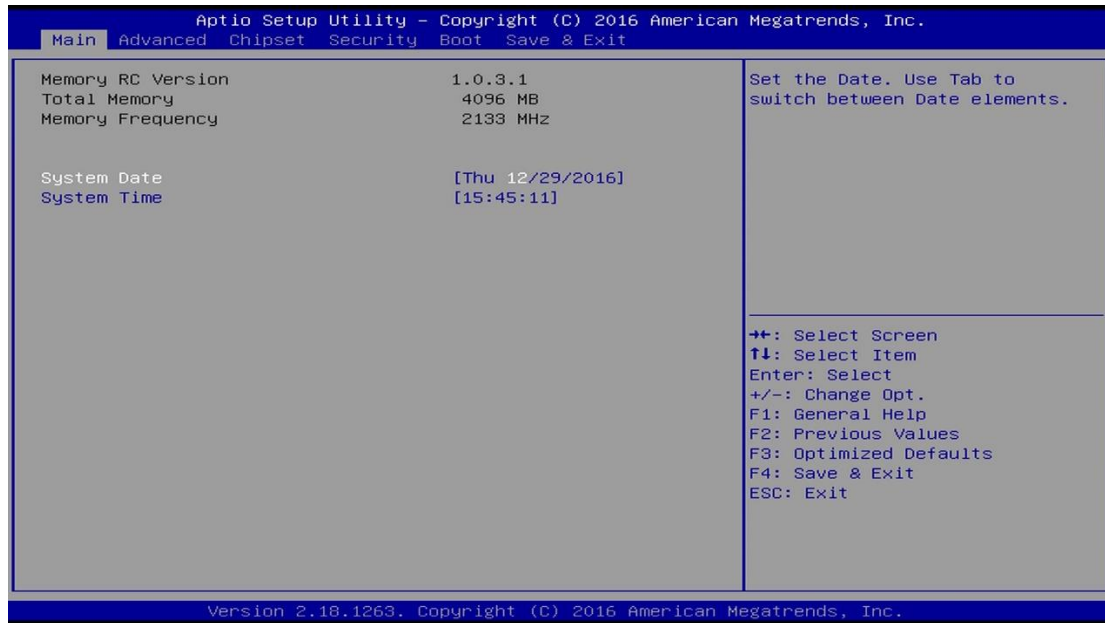 Aptio Setup Utility – Copyright (C) 2016 American Megatrends, Inc.
Main Advanced Chipset Security Boot Save & Exit
Memory RC Version 1.0.3.1
Total Memory 4096 MB
Memory Frequency 2133 MHz
System Date [Thu 12/29/2016]
System Time [15:45:11]
Set the Date. Use Tab to
switch between Date elements.
→←: Select Screen
↑↓: Select Item
Enter: Select
+/-: Change Opt.
F1: General Help
F2: Previous Values
F3: Optimized Defaults
F4: Save & Exit
ESC: Exit
Version 2.18.1263. Copyright (C) 2016 American Megatrends, Inc.